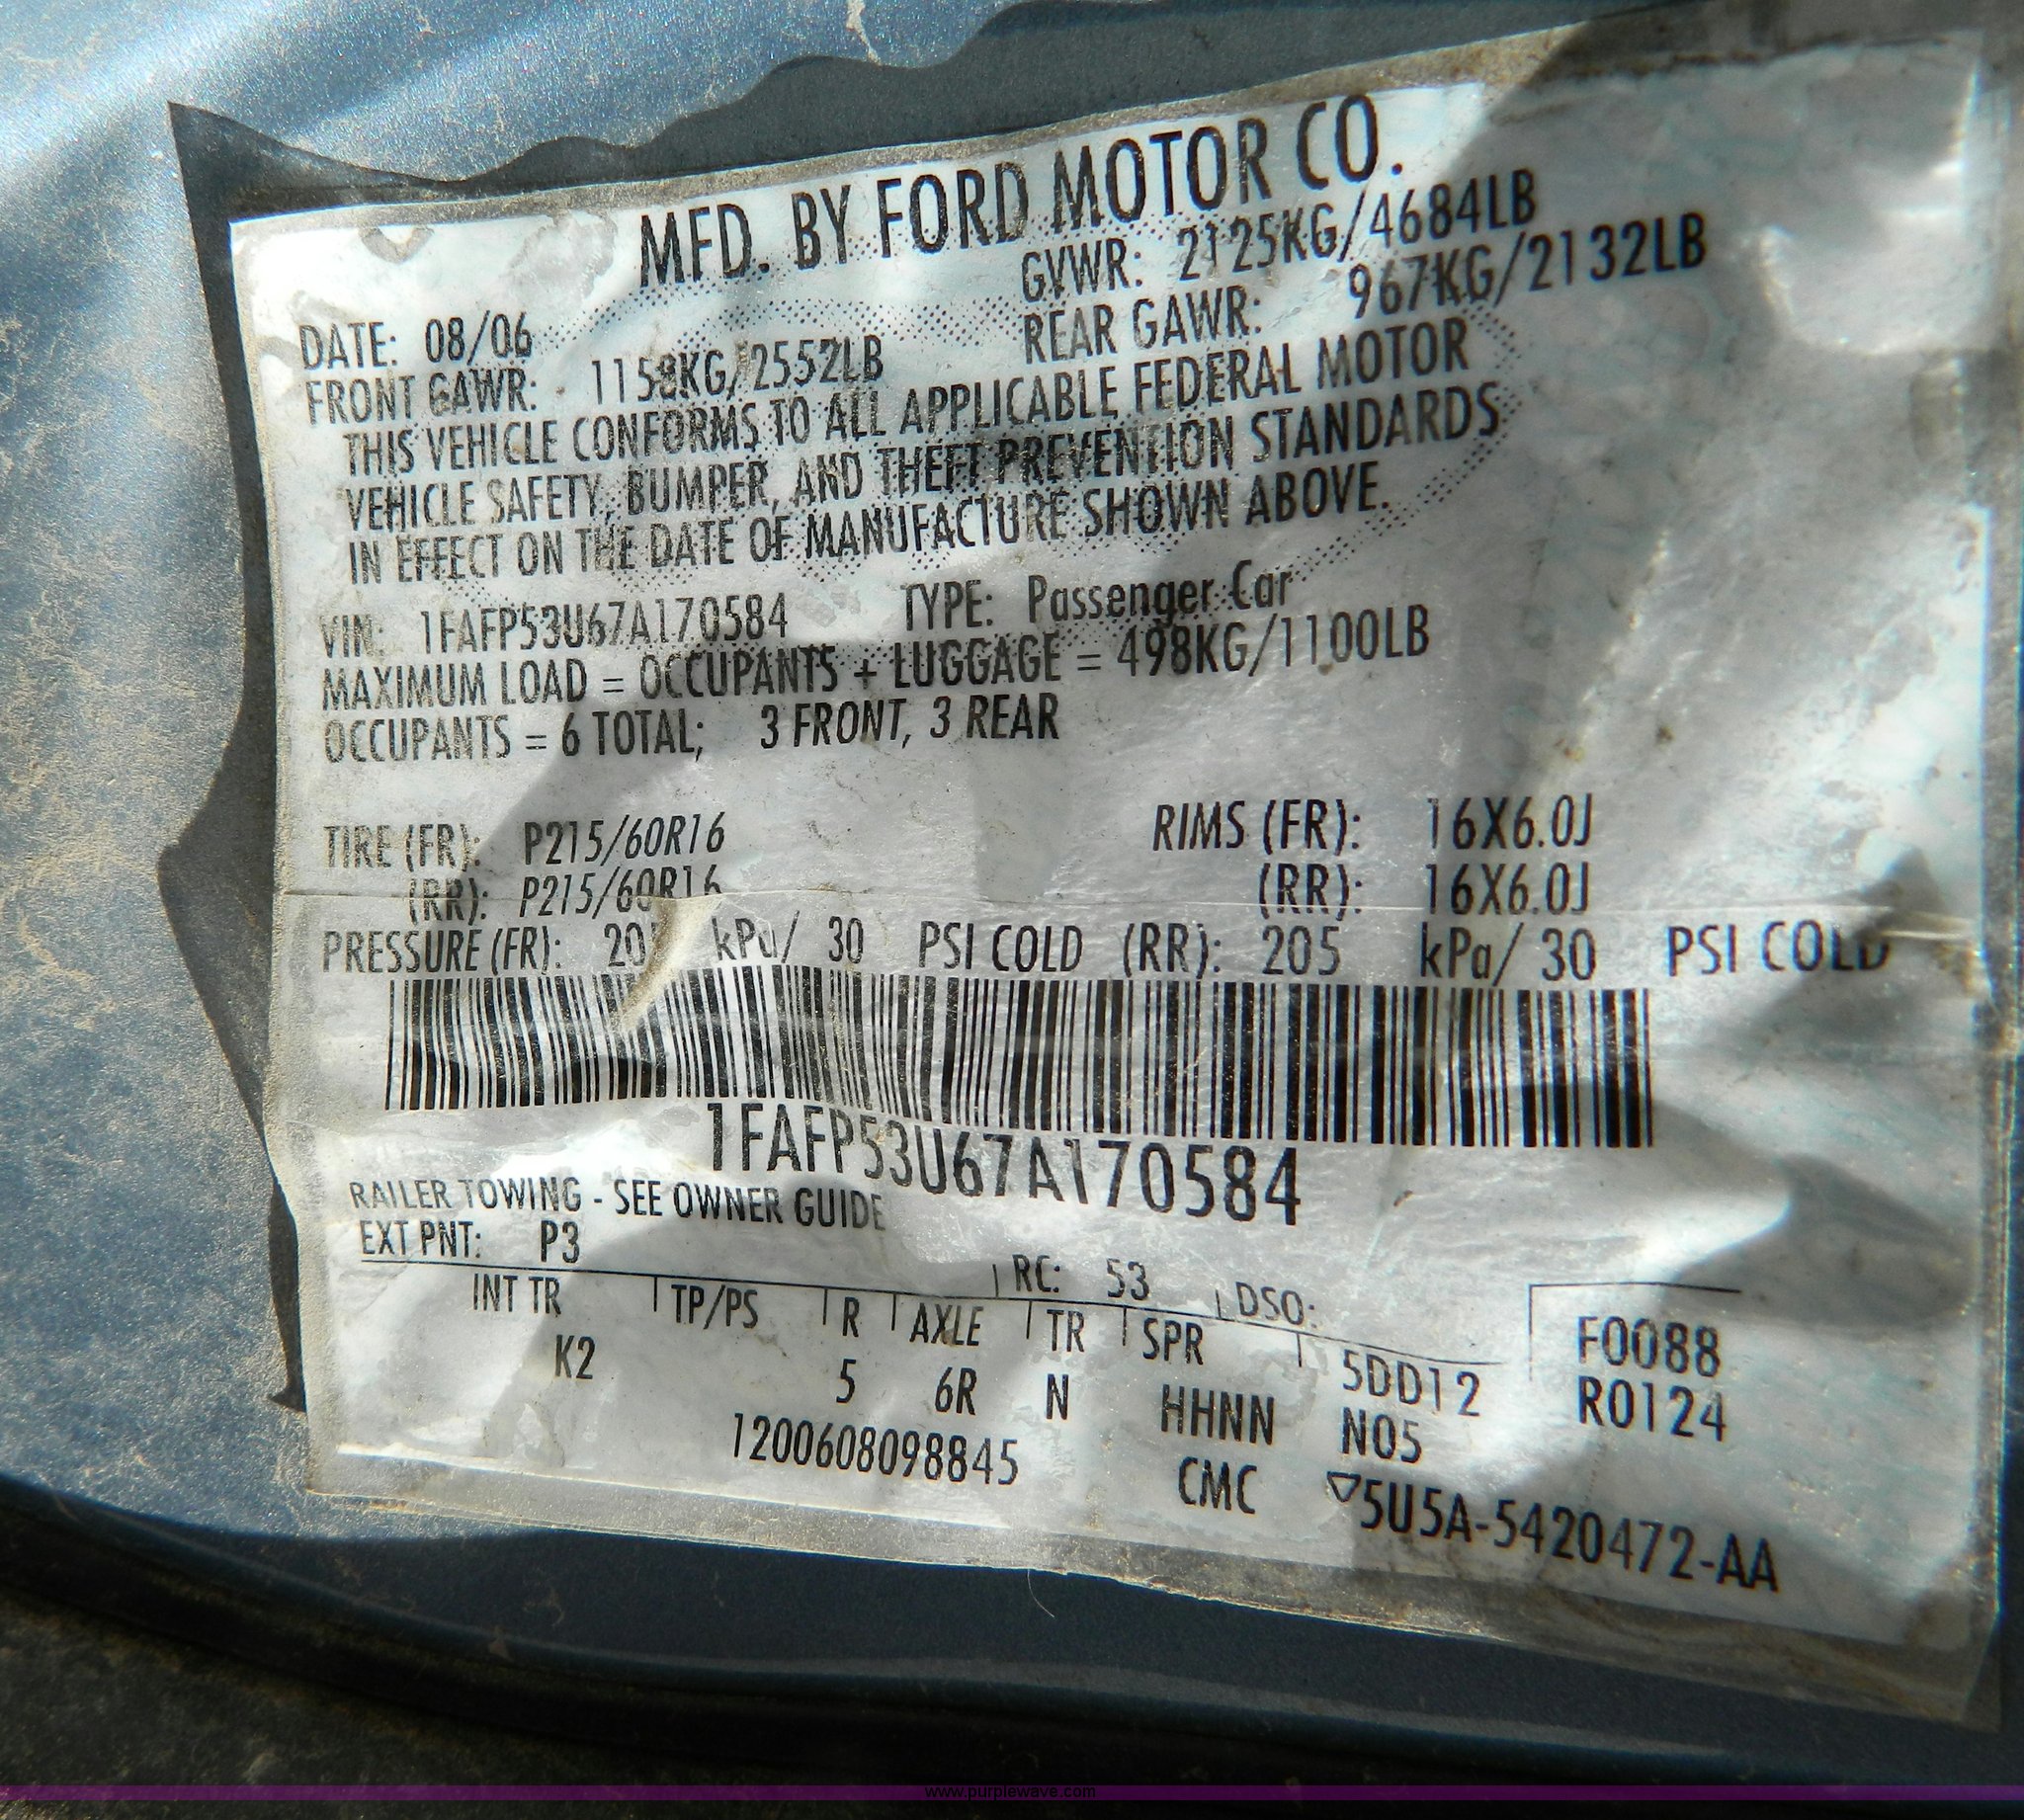 MFD. BY FORD MOTOR CO.
DATE: 08/06 GVWR: 2125KG/4684LB
FRONT GAWR: 1158KG/2552LB REAR GAWR: 967KG/2132LB
THIS VEHICLE CONFORMS TO ALL APPLICABLE FEDERAL MOTOR
VEHICLE SAFETY, BUMPER, AND THEFT PREVENTION STANDARDS
IN EFFECT ON THE DATE OF MANUFACTURE SHOWN ABOVE.
VIN: 1FAFP53U67A170584 TYPE: Passenger Car
MAXIMUM LOAD = OCCUPANTS + LUGGAGE = 498KG/1100LB
OCCUPANTS = 6 TOTAL; 3 FRONT, 3 REAR
TIRE (FR): P215/60R16 RIMS (FR): 16X6.0J
(RR): P215/60R16 (RR): 16X6.0J
PRESSURE (FR): 20 kPa/ 30 PSI COLD (RR): 205 kPa/ 30 PSI COLD
1FAFP53U67A170584
RAILER TOWING - SEE OWNER GUIDE
EXT PNT: P3 RC: 53 DSO: F0088
INT TR TP/PS R AXLE TR SPR 5DD12 R0124
K2 5 6R N HHNN N05
1200608098845 CMC ▽5U5A-5420472-AA
www.purplewave.com